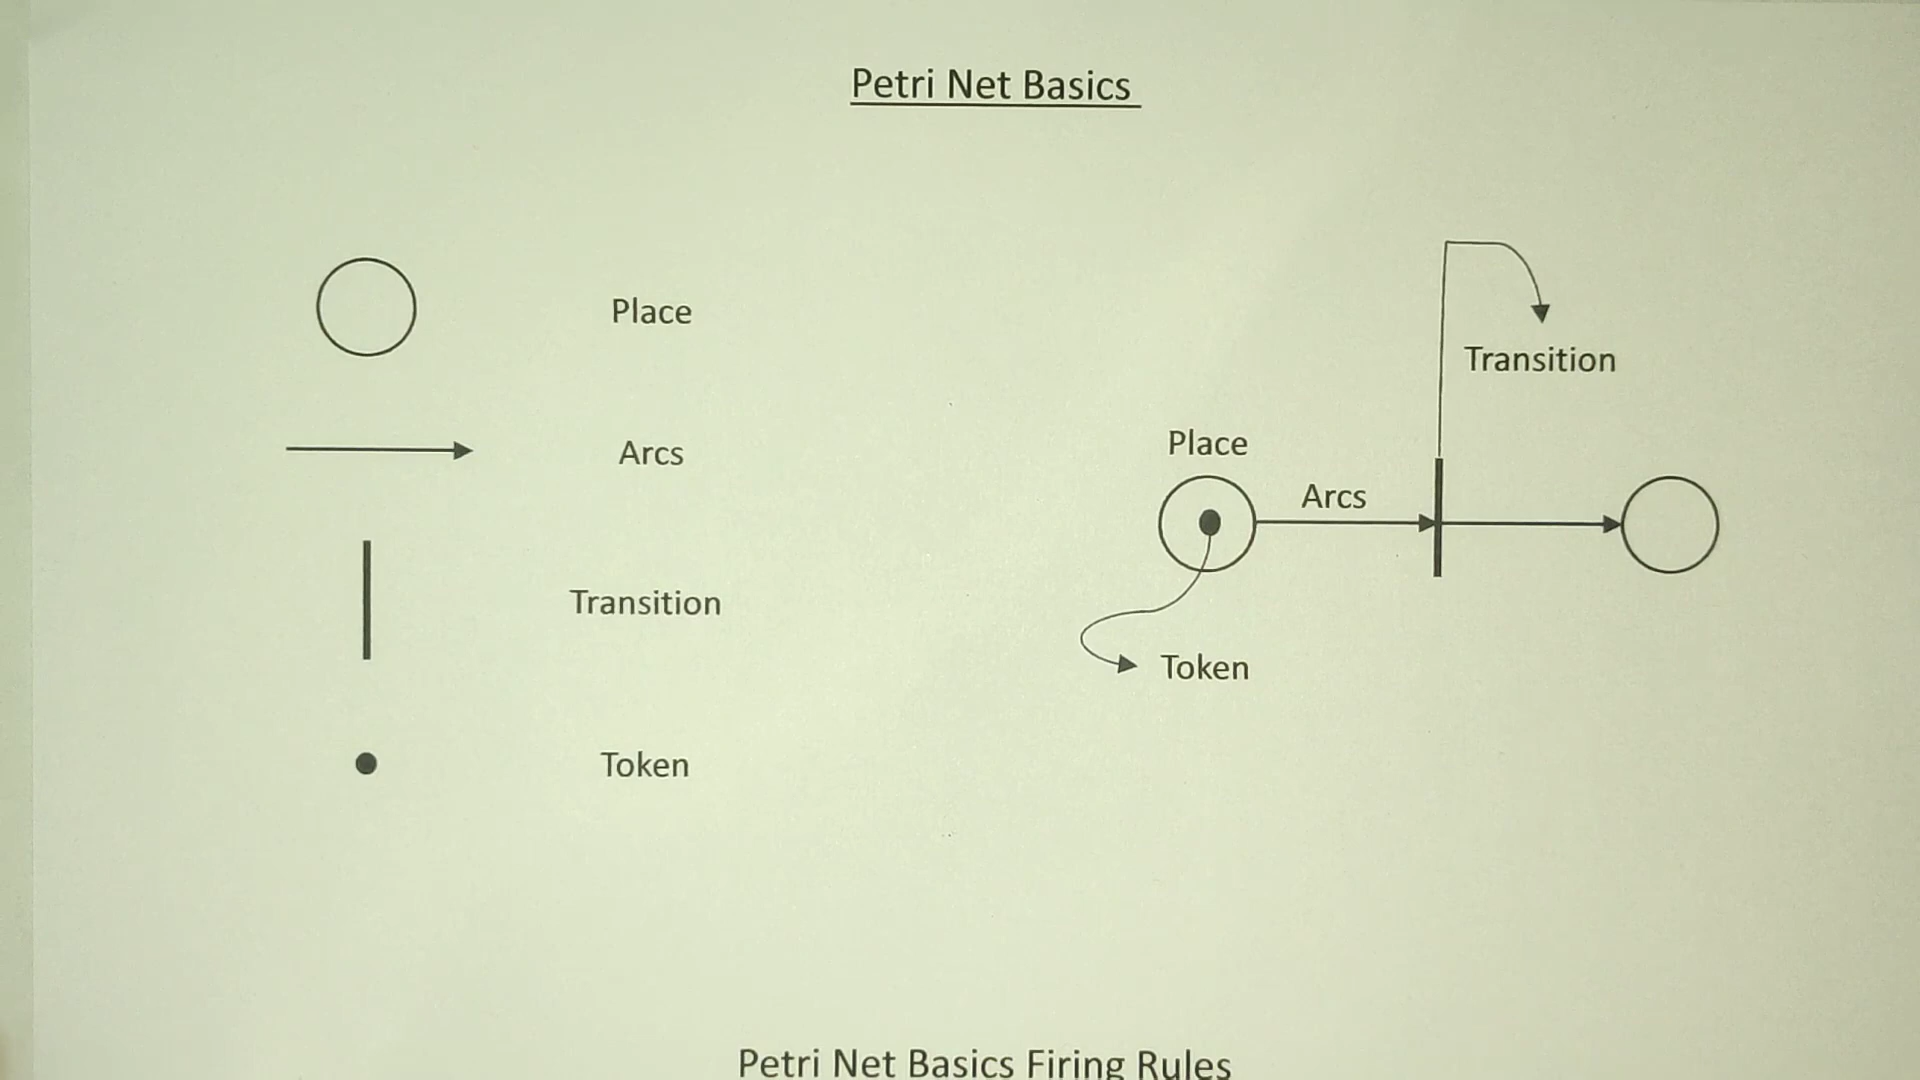 Petri Net Basics
Place
Arcs
Transition
Token
Transition
Place
Arcs
Token
Petri Net Basics Firing Rules